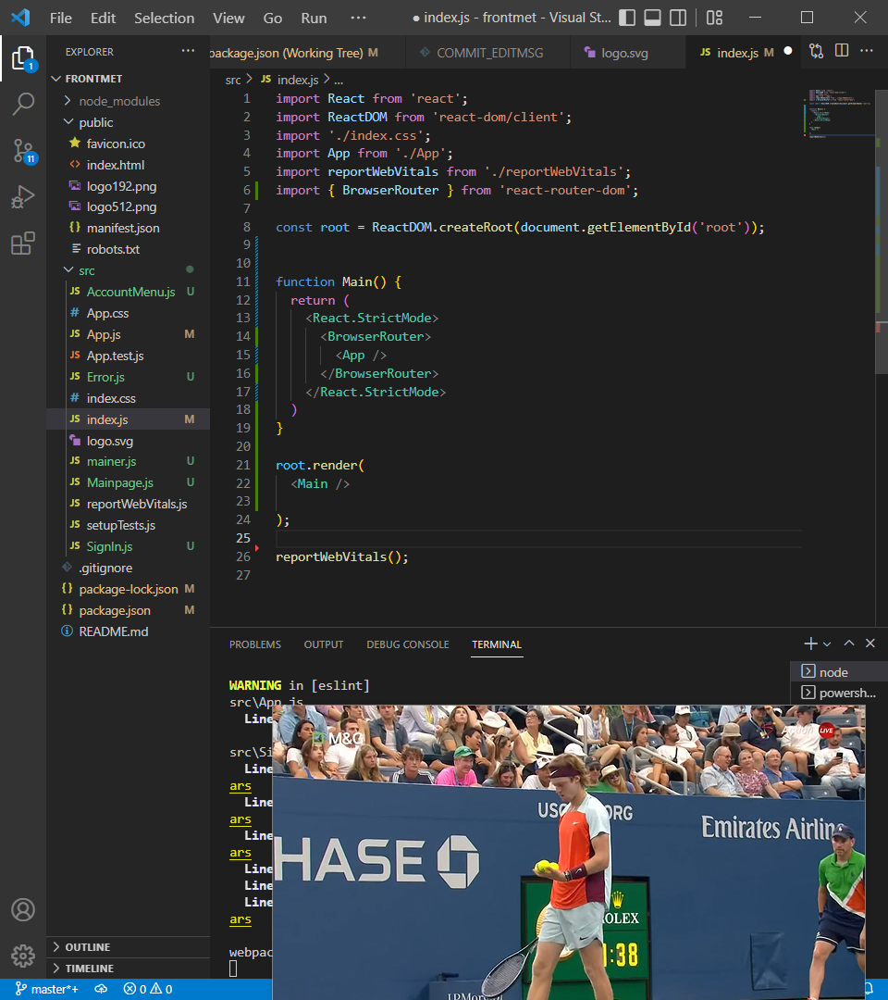 File Edit Selection View Go Run ··· ● index.js - frontmet - Visual St...
EXPLORER ···
package.json (Working Tree) M COMMIT_EDITMSG logo.svg JS index.js M ● ···
1
FRONTMET
src > JS index.js > ...
node_modules
public
favicon.ico
<> index.html
logo192.png
logo512.png
{} manifest.json
robots.txt
src
JS AccountMenu.js U
# App.css
JS App.js M
JS App.test.js
JS Error.js U
# index.css
JS index.js M
logo.svg
JS mainer.js U
JS Mainpage.js U
JS reportWebVitals.js
JS setupTests.js
JS SignIn.js U
.gitignore
{} package-lock.json M
{} package.json M
README.md
11
OUTLINE
TIMELINE
1 import React from 'react';
2 import ReactDOM from 'react-dom/client';
3 import './index.css';
4 import App from './App';
5 import reportWebVitals from './reportWebVitals';
6 import { BrowserRouter } from 'react-router-dom';
7
8 const root = ReactDOM.createRoot(document.getElementById('root'));
9
10
11 function Main() {
12 return (
13 <React.StrictMode>
14 <BrowserRouter>
15 <App />
16 </BrowserRouter>
17 </React.StrictMode>
18 )
19 }
20
21 root.render(
22 <Main />
23
24 );
25
26 reportWebVitals();
27
PROBLEMS OUTPUT DEBUG CONSOLE TERMINAL
node
powersh...
WARNING in [eslint]
src\App.js
Line
src\Si
Line
ars
Line
ars
Line
ars
Line
Line
Line
ars
webpac
M&G
LIVE
ORG
Emirates Airlin
HASE
ROLEX
:38
master*+ 0 0